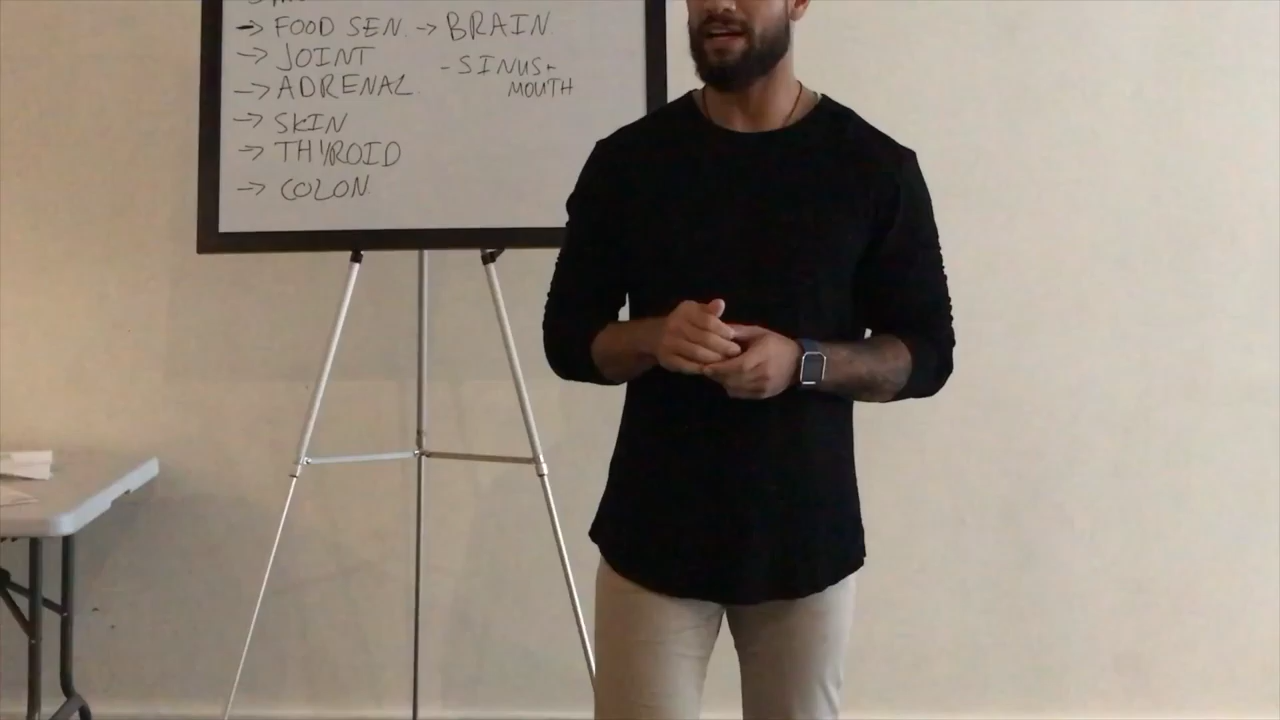 → FOOD SEN. → BRAIN
→ JOINT - SINUS+
→ ADRENAL. MOUTH
→ SKIN
→ THYROID
→ COLON